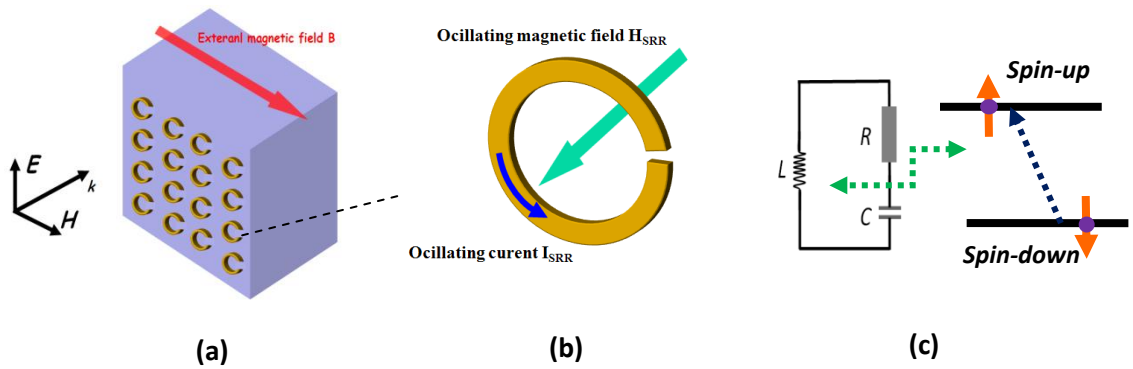 Exteranl magnetic field B
E
k
H
(a)
Ocillating magnetic field HSRR
Ocillating curent ISRR
(b)
L
R
C
Spin-up
Spin-down
(c)